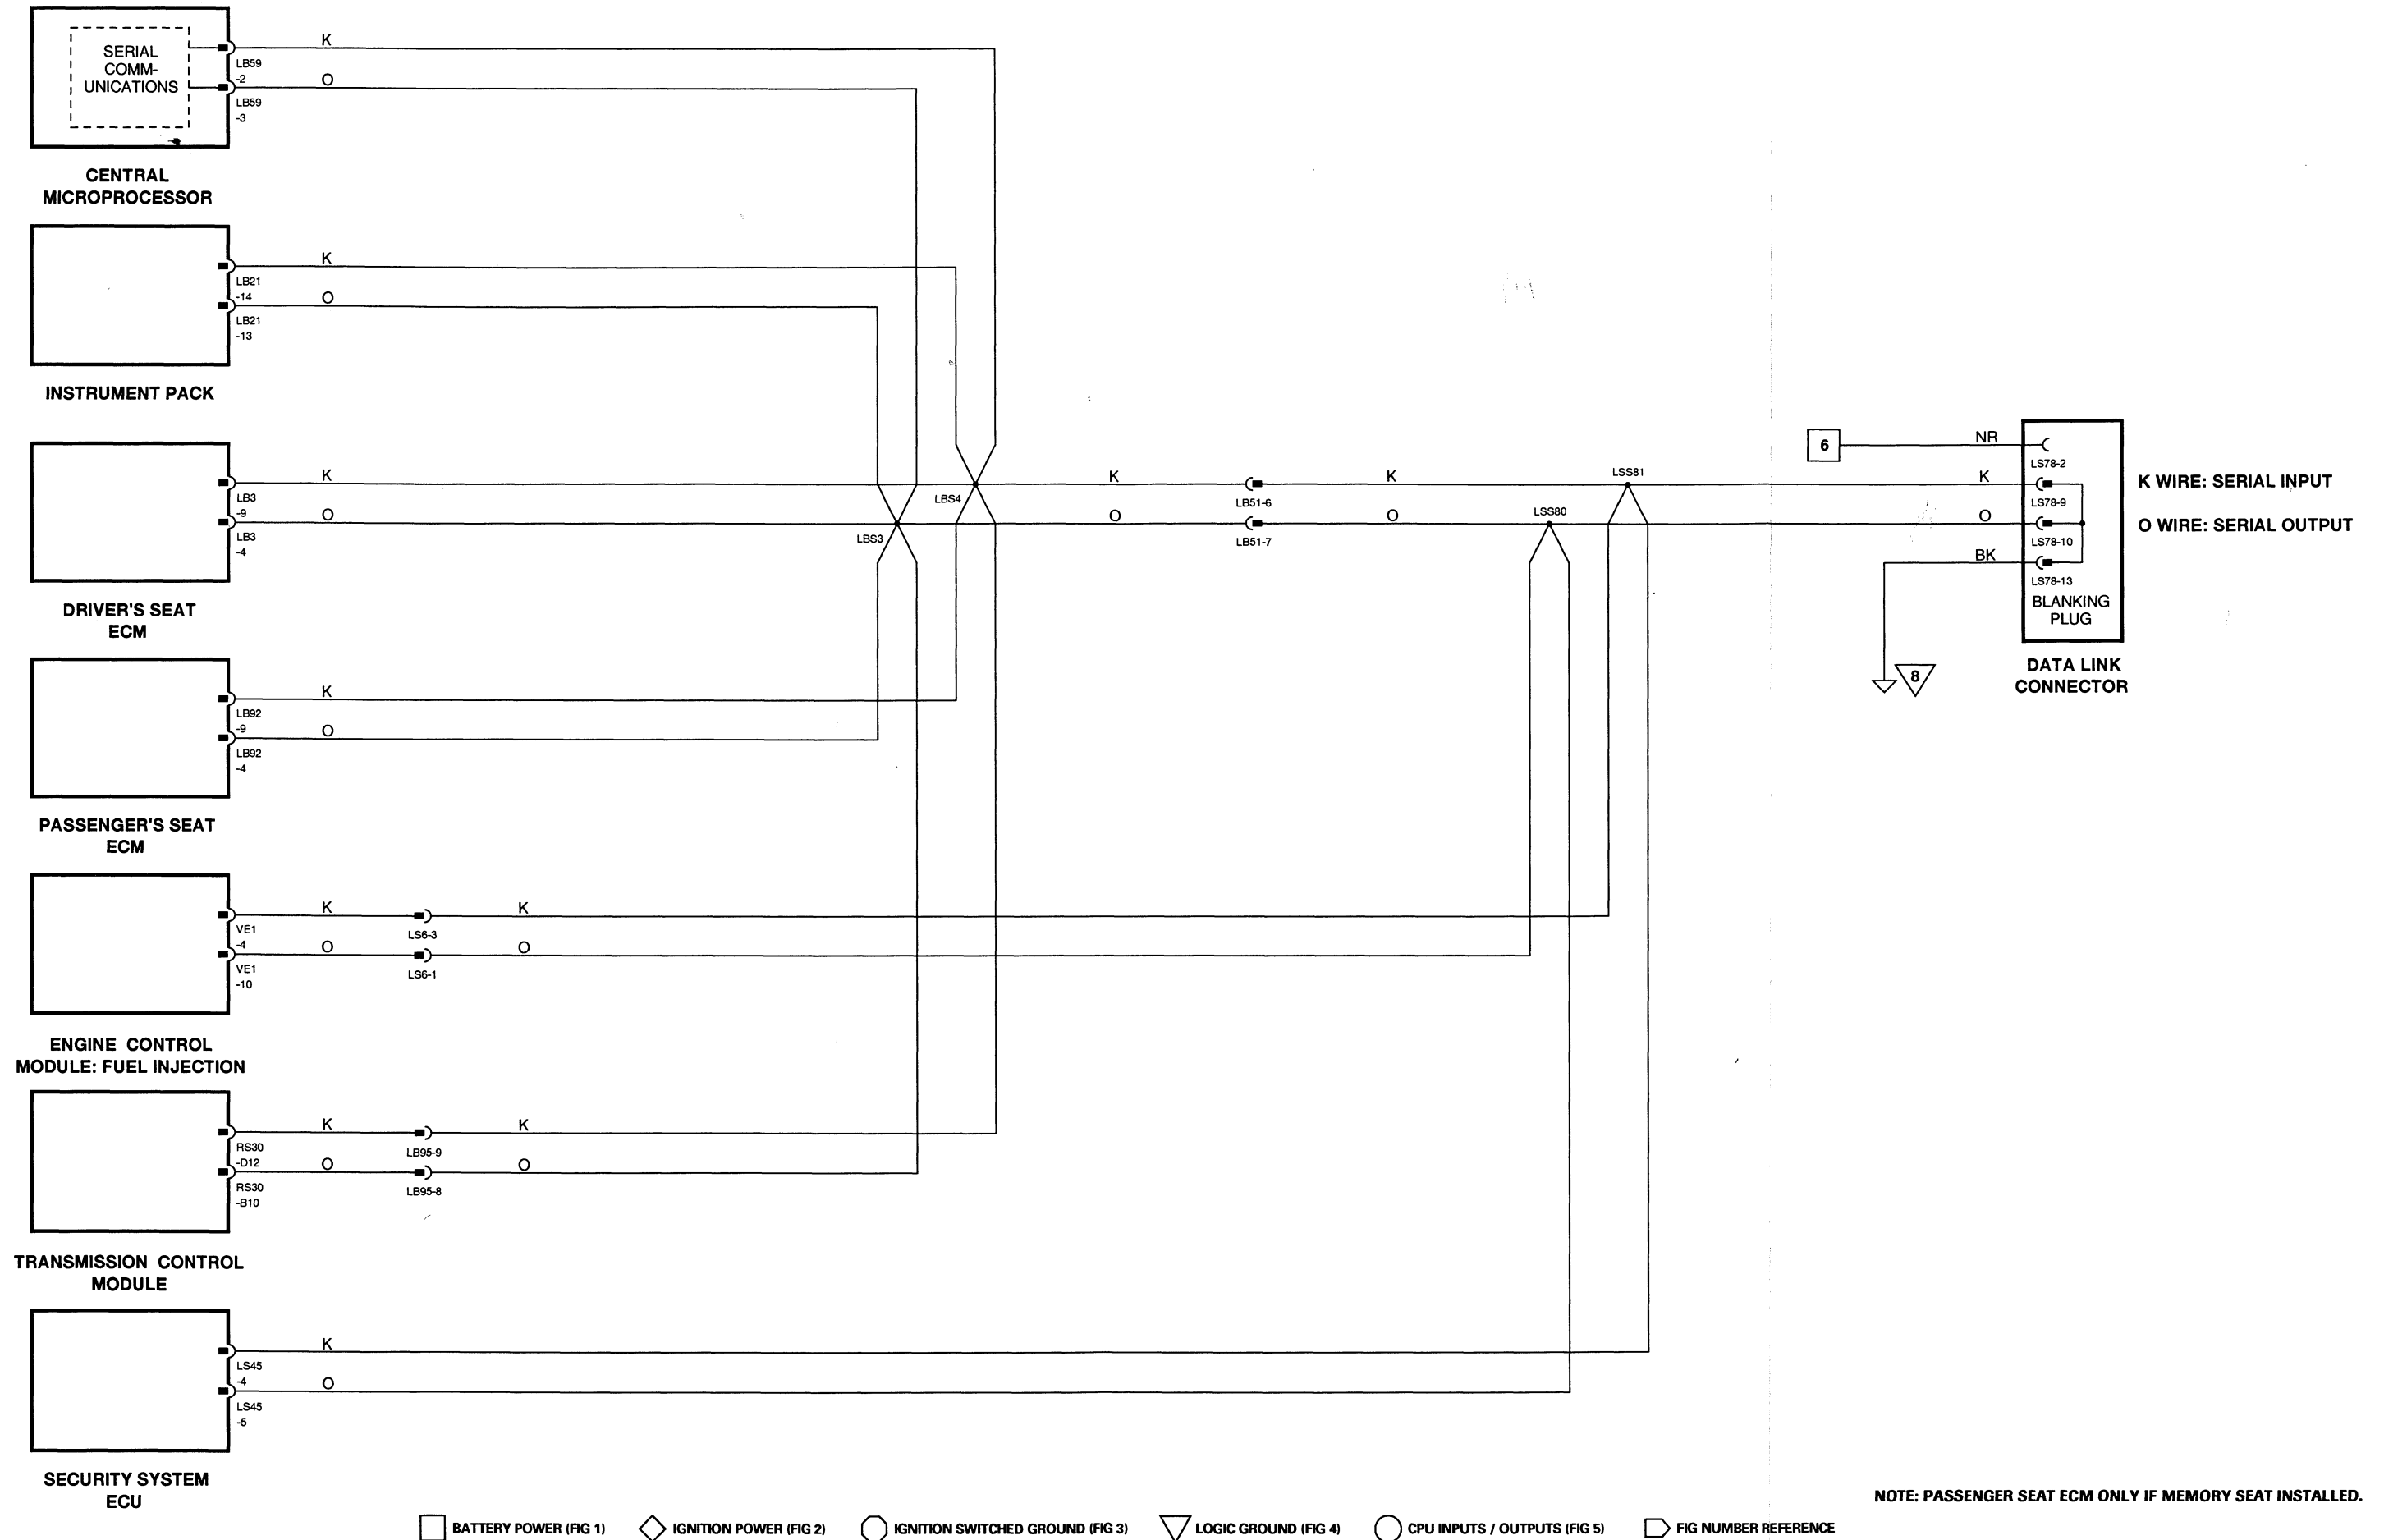 SERIAL
COMM-
UNICATIONS
K
LB59
-2
O
LB59
-3
CENTRAL
MICROPROCESSOR
K
LB21
-14
O
LB21
-13
INSTRUMENT PACK
K
LB3
-9
O
LB3
-4
DRIVER'S SEAT
ECM
LBS4
LBS3
K
LB51-6
K
O
LB51-7
O
LSS81
LSS80
6
NR
LS78-2
K
LS78-9
O
LS78-10
BK
LS78-13
BLANKING
PLUG
8
DATA LINK
CONNECTOR
K WIRE: SERIAL INPUT
O WIRE: SERIAL OUTPUT
K
LB92
-9
O
LB92
-4
PASSENGER'S SEAT
ECM
K
VE1
-4
O
VE1
-10
LS6-3
K
LS6-1
O
ENGINE CONTROL
MODULE: FUEL INJECTION
K
RS30
-D12
O
RS30
-B10
LB95-9
K
LB95-8
O
TRANSMISSION CONTROL
MODULE
K
LS45
-4
O
LS45
-5
SECURITY SYSTEM
ECU
NOTE: PASSENGER SEAT ECM ONLY IF MEMORY SEAT INSTALLED.
BATTERY POWER (FIG 1)
IGNITION POWER (FIG 2)
IGNITION SWITCHED GROUND (FIG 3)
LOGIC GROUND (FIG 4)
CPU INPUTS / OUTPUTS (FIG 5)
FIG NUMBER REFERENCE